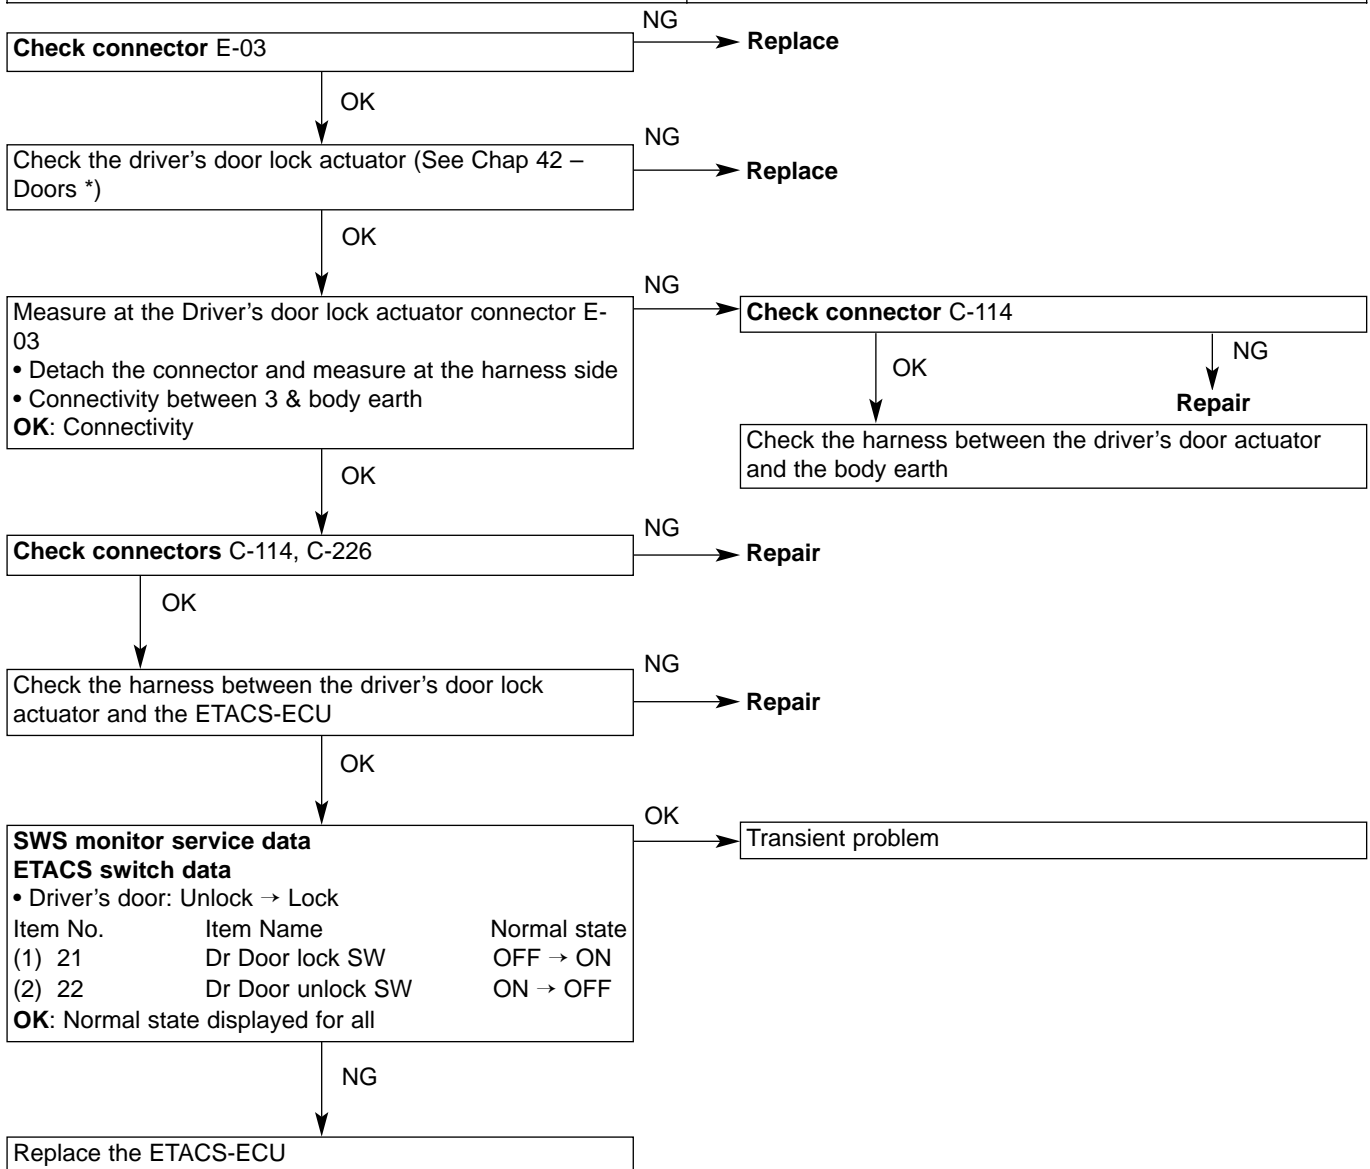 NG
Check connector E-03
Replace
OK
NG
Check the driver's door lock actuator (See Chap 42 –
Doors *)
Replace
OK
NG
Measure at the Driver's door lock actuator connector E-
03
• Detach the connector and measure at the harness side
• Connectivity between 3 & body earth
OK: Connectivity
Check connector C-114
OK
NG
Repair
Check the harness between the driver's door actuator
and the body earth
OK
NG
Check connectors C-114, C-226
Repair
OK
NG
Check the harness between the driver's door lock
actuator and the ETACS-ECU
Repair
OK
OK
SWS monitor service data
ETACS switch data
• Driver's door: Unlock → Lock
Item No. Item Name Normal state
(1) 21 Dr Door lock SW OFF → ON
(2) 22 Dr Door unlock SW ON → OFF
OK: Normal state displayed for all
Transient problem
NG
Replace the ETACS-ECU